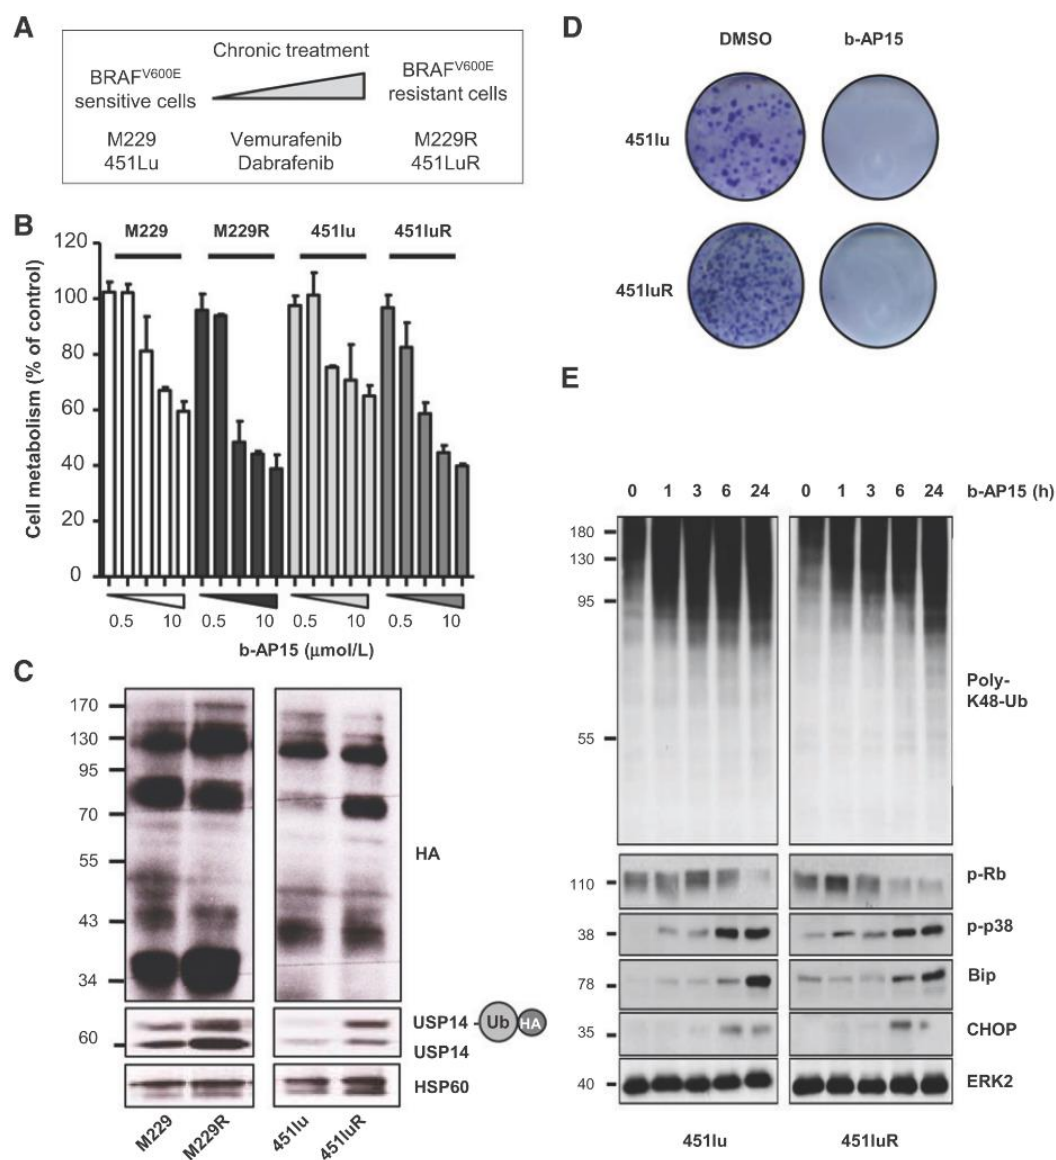 A
Chronic treatment
BRAFV600E
sensitive cells
BRAFV600E
resistant cells
M229
451Lu
Vemurafenib
Dabrafenib
M229R
451LuR
B
M229 M229R 451lu 451luR
Cell metabolism (% of control)
120
100
80
60
40
20
0
0.5 10 0.5 10 0.5 10 0.5 10
b-AP15 (μmol/L)
C
170
130
95
70
55
43
34
HA
60
USP14 - Ub HA
USP14
HSP60
M229 M229R 451lu 451luR
D
DMSO b-AP15
451lu
451luR
E
0 1 3 6 24 0 1 3 6 24 b-AP15 (h)
180
130
95
55
Poly-
K48-Ub
110 p-Rb
38 p-p38
78 Bip
35 CHOP
40 ERK2
451lu 451luR